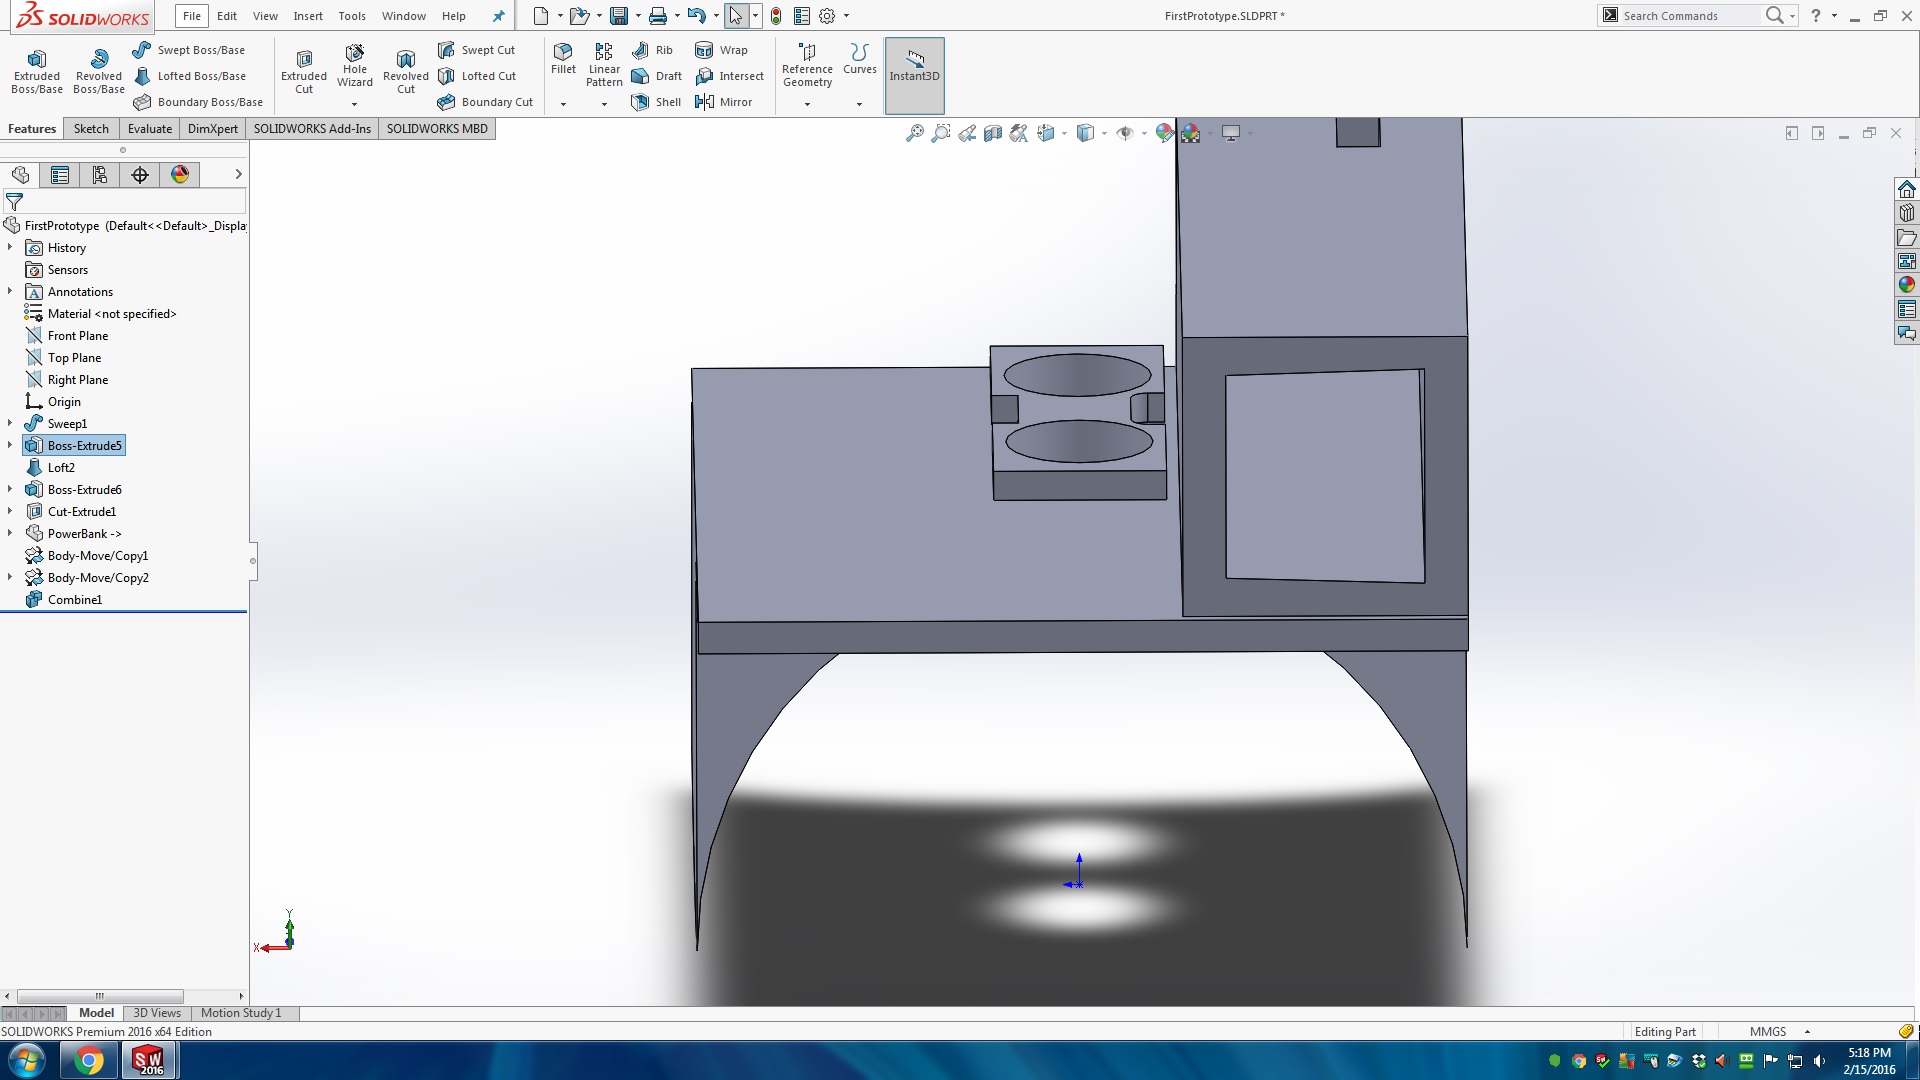 SOLIDWORKS
File Edit View Insert Tools Window Help
FirstPrototype.SLDPRT *
Search Commands
?
Extruded Boss/Base
Revolved Boss/Base
Swept Boss/Base
Lofted Boss/Base
Boundary Boss/Base
Extruded Cut
Hole Wizard
Revolved Cut
Swept Cut
Lofted Cut
Boundary Cut
Fillet
Linear Pattern
Rib
Draft
Shell
Wrap
Intersect
Mirror
Reference Geometry
Curves
Instant3D
Features Sketch Evaluate DimXpert SOLIDWORKS Add-Ins SOLIDWORKS MBD
FirstPrototype (Default<<Default>_Displa
History
Sensors
Annotations
Material <not specified>
Front Plane
Top Plane
Right Plane
Origin
Sweep1
Boss-Extrude5
Loft2
Boss-Extrude6
Cut-Extrude1
PowerBank ->
Body-Move/Copy1
Body-Move/Copy2
Combine1
Y
X
Model 3D Views Motion Study 1
SOLIDWORKS Premium 2016 x64 Edition
Editing Part
MMGS
SW
2016
5:18 PM
2/15/2016